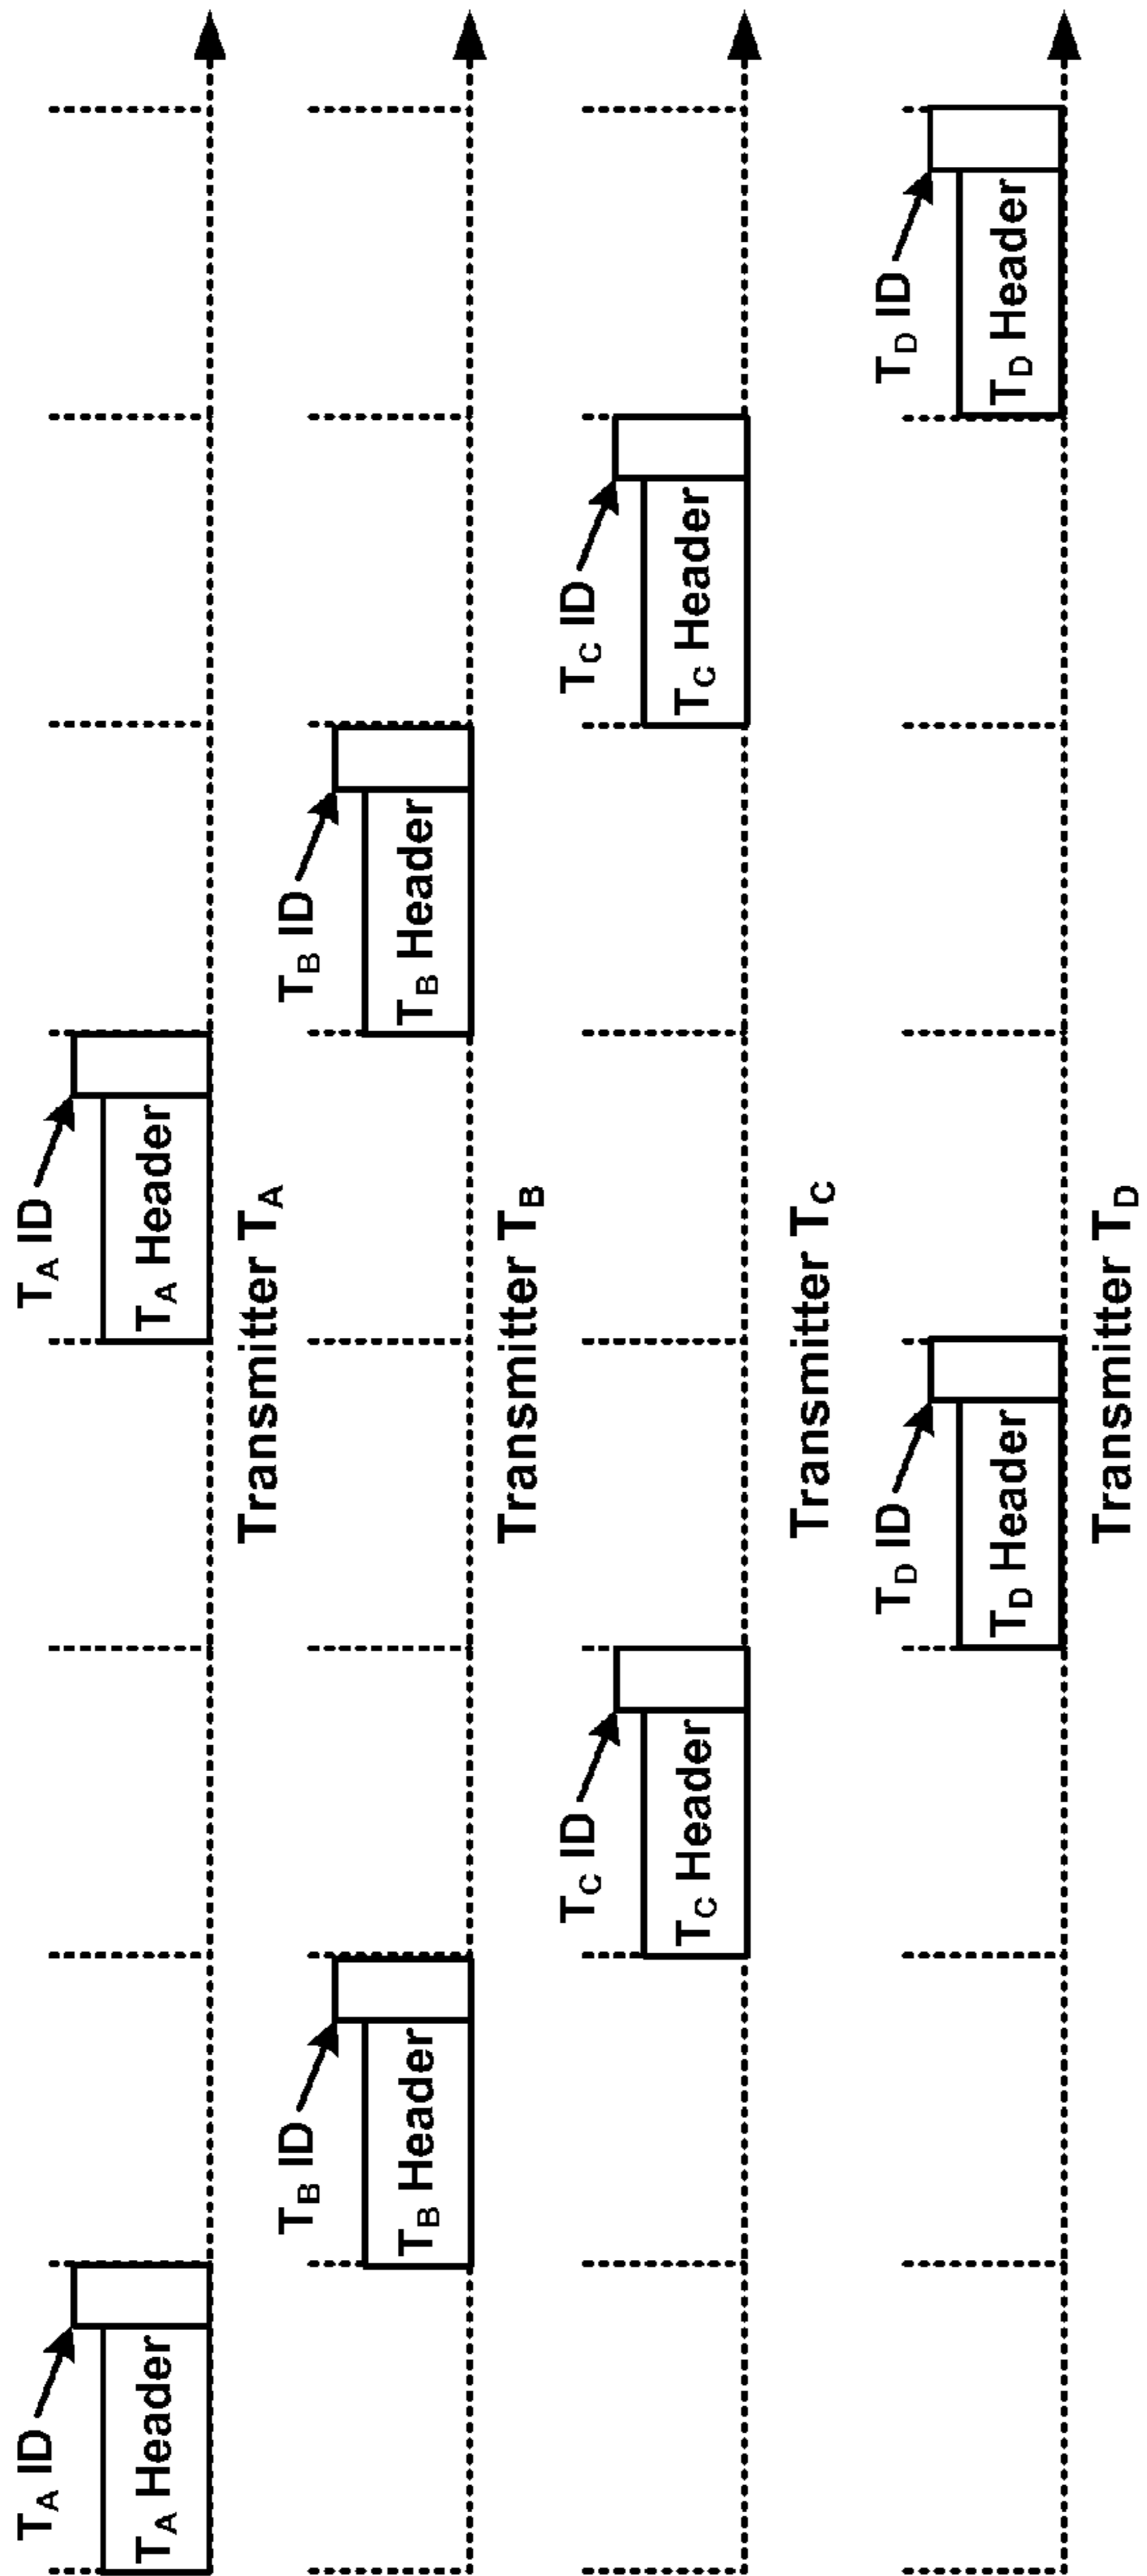 T_A ID
T_A Header
T_A ID
T_A Header
Transmitter T_A
T_B ID
T_B Header
T_B ID
T_B Header
Transmitter T_B
T_C ID
T_C Header
T_C ID
T_C Header
Transmitter T_C
T_D ID
T_D Header
T_D ID
T_D Header
Transmitter T_D